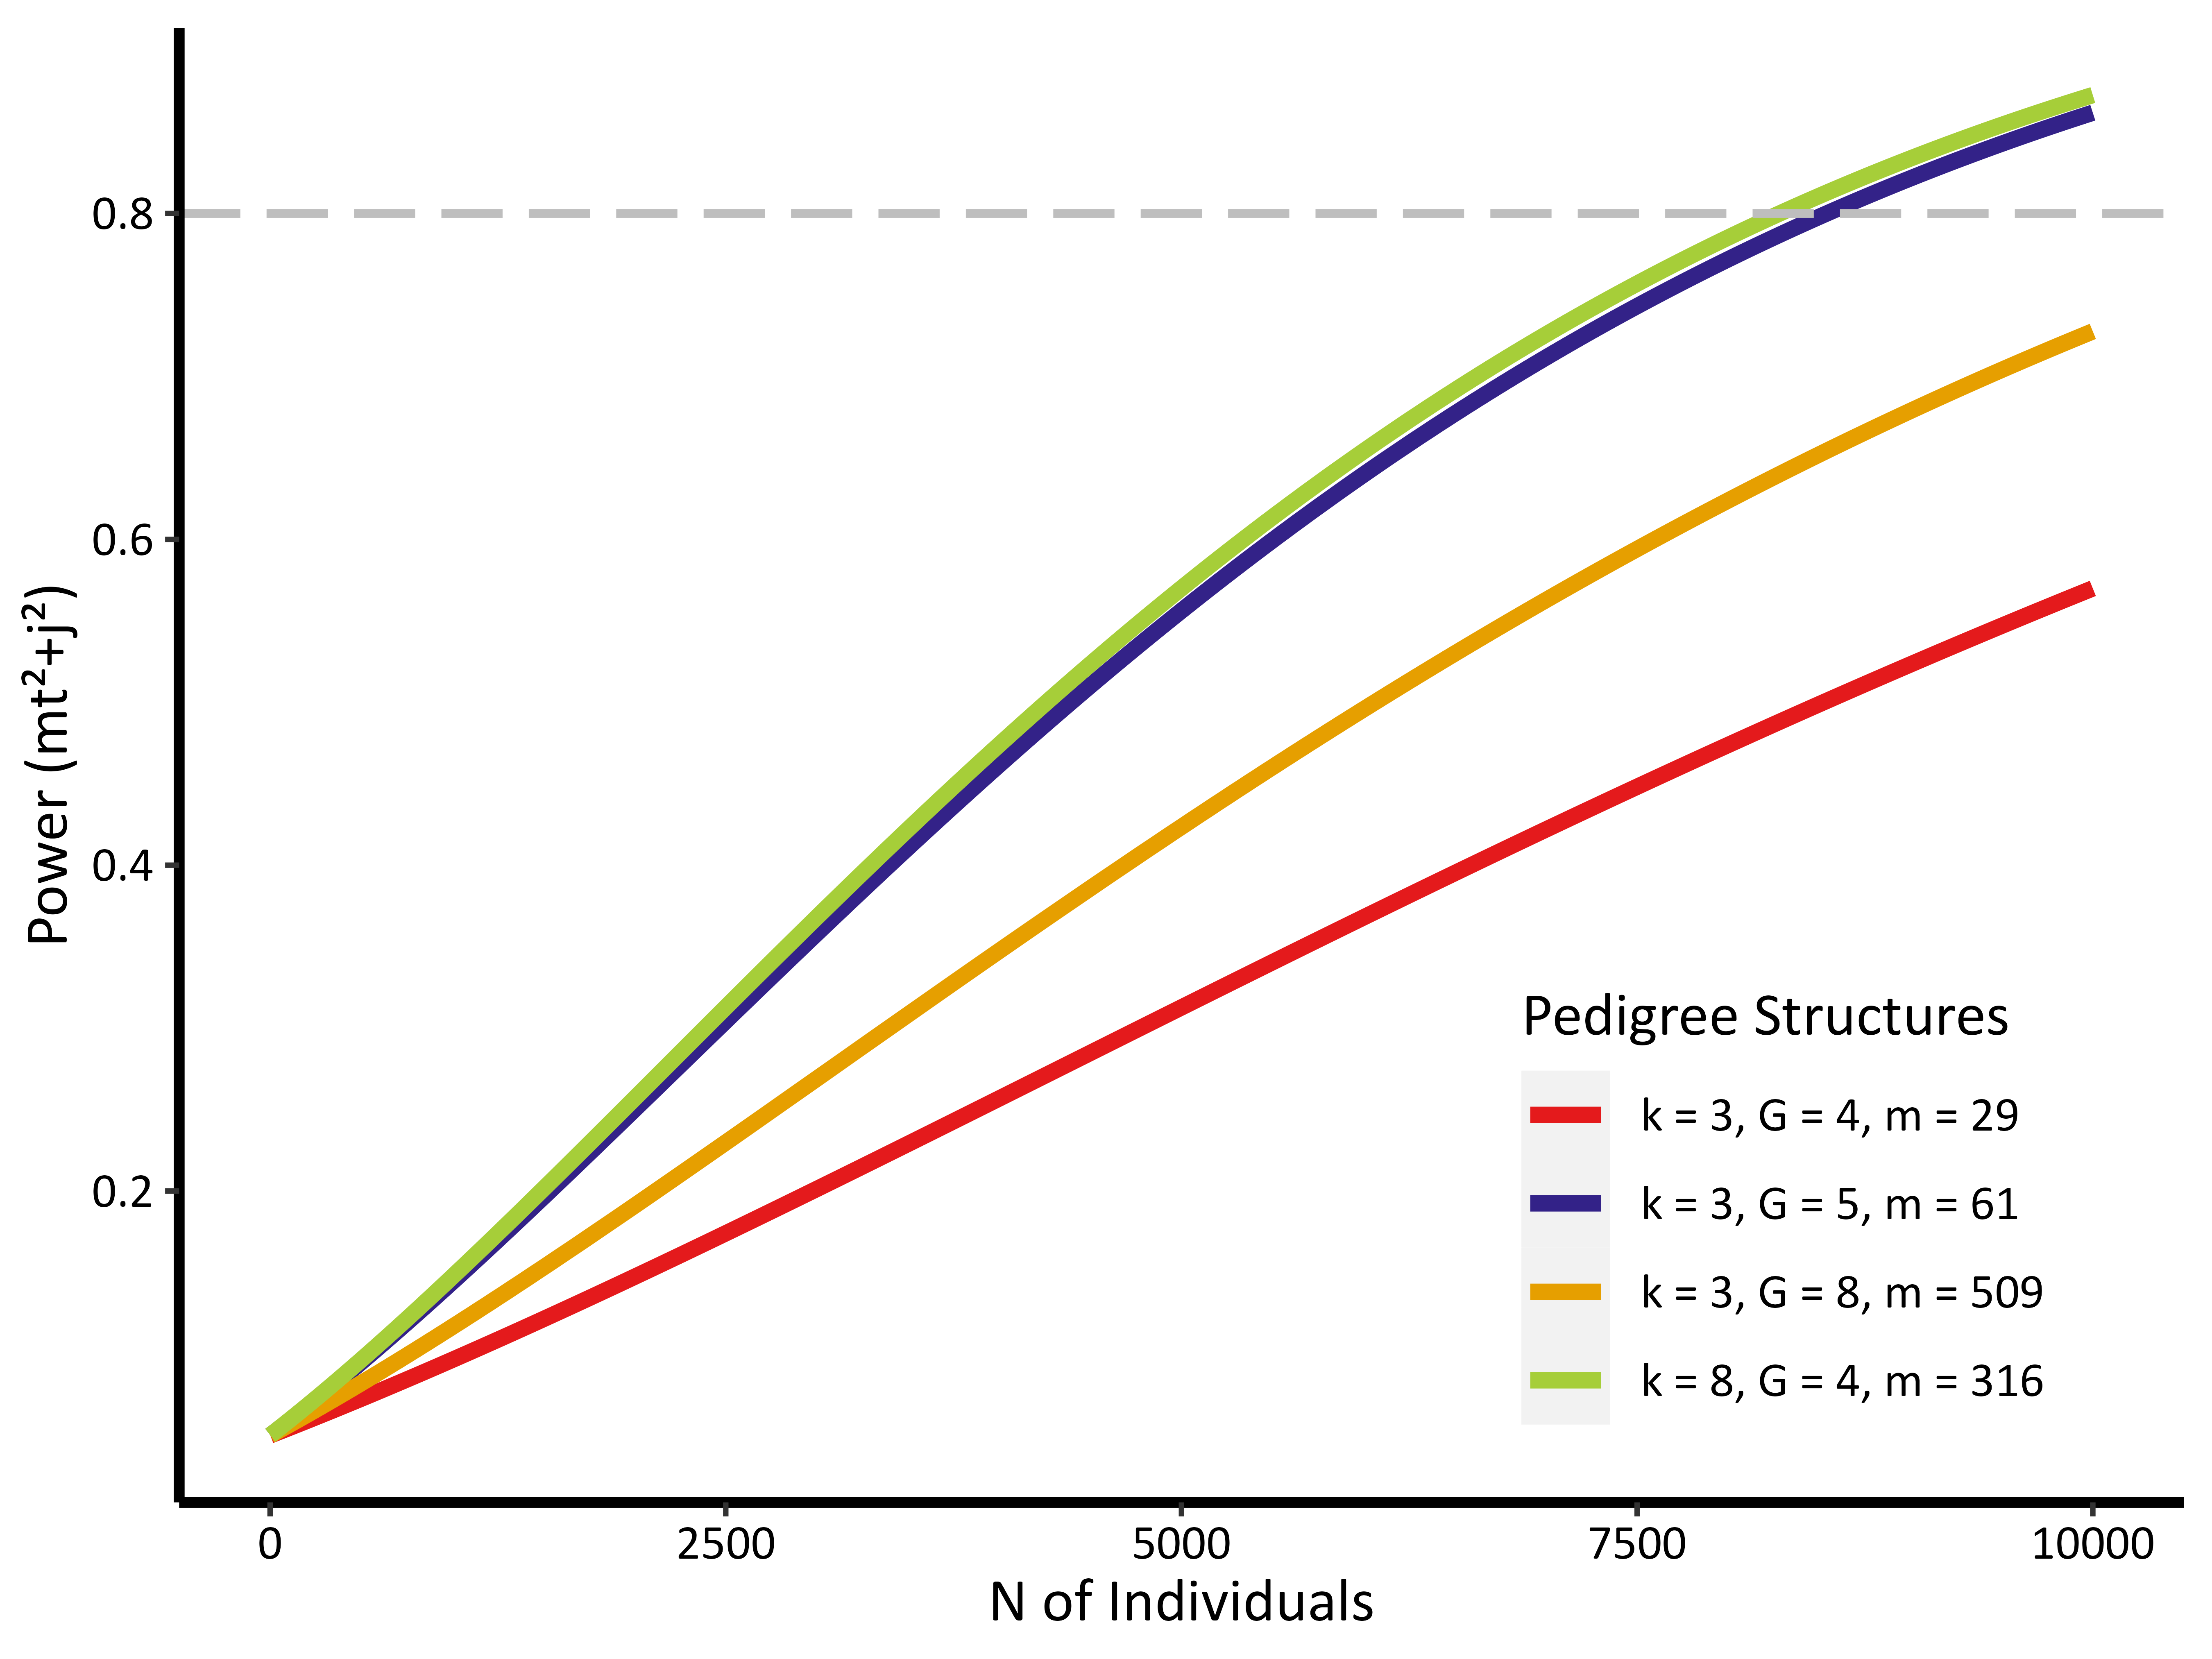 Power (mt²+j²)
0.8
0.6
0.4
0.2
0
2500
5000
7500
10000
N of Individuals
Pedigree Structures
k = 3, G = 4, m = 29
k = 3, G = 5, m = 61
k = 3, G = 8, m = 509
k = 8, G = 4, m = 316